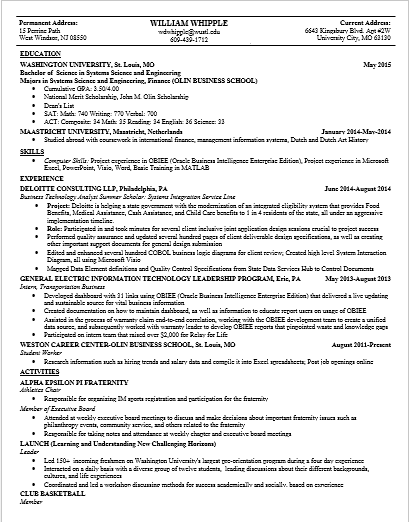 Permanent Address: WILLIAM WHIPPLE Current Address:
15 Perrine Path wdwhipple@wustl.edu 6643 Kingsbury Blvd. Apt #2W
West Windsor, NJ 08550 609-439-1712 University City, MO 63130
EDUCATION
WASHINGTON UNIVERSITY, St. Louis, MO May 2015
Bachelor of Science in Systems Science and Engineering
Majors in Systems Science and Engineering, Finance (OLIN BUSINESS SCHOOL)
• Cumulative GPA: 3.50/4.00
• National Merit Scholarship, John M. Olin Scholarship
• Dean's List
• SAT: Math: 740 Writing: 770 Verbal: 700
• ACT: Composite: 34 Math 35 Reading: 34 English: 36 Science: 33
MAASTRICHT UNIVERSITY, Maastricht, Netherlands January 2014-May-2014
• Studied abroad with coursework in international finance, management information systems, Dutch and Dutch Art History
SKILLS
• Computer Skills: Project experience in OBIEE (Oracle Business Intelligence Enterprise Edition), Project experience in Microsoft
Excel, PowerPoint, Visio, Word, Basic Training in MATLAB
EXPERIENCE
DELOITTE CONSULTING LLP, Philadelphia, PA June 2014-August 2014
Business Technology Analyst Summer Scholar: Systems Integration Service Line
• Project: Deloitte is helping a state government with the modernization of an integrated eligibility system that provides Food
Benefits, Medical Assistance, Cash Assistance, and Child Care benefits to 1 in 4 residents of the state, all under an aggressive
implementation timeline.
• Role: Participated in and took minutes for several client inclusive joint application design sessions crucial to project success
• Performed quality assurance and updated several hundred pages of client deliverable design specifications, as well as creating
other important support documents for general design submission
• Edited and enhanced several hundred COBOL business logic diagrams for client review; Created high level System Interaction
Diagram, all using Microsoft Visio
• Mapped Data Element definitions and Quality Control Specifications from State Data Services Hub to Control Documents
GENERAL ELECTRIC INFORMATION TECHNOLOGY LEADERSHIP PROGRAM, Erie, PA May 2013-August 2013
Intern, Transportation Business
• Developed dashboard with 31 links using OBIEE (Oracle Business Intelligence Enterprise Edition) that delivered a live updating
and sustainable source for vital business information
• Created documentation on how to maintain dashboard, as well as information to educate report users on usage of OBIEE
• Assisted in the process of warranty claim end-to-end correlation, working with the OBIEE development team to create a unified
data source, and subsequently worked with warranty leader to develop OBIEE reports that pinpointed waste and knowledge gaps
• Participated on intern team that raised over $2,000 for Relay for Life
WESTON CAREER CENTER-OLIN BUSINESS SCHOOL, St. Louis, MO August 2011-Present
Student Worker
• Research information such as hiring trends and salary data and compile it into Excel spreadsheets; Post job openings online
ACTIVITIES
ALPHA EPSILON PI FRATERNITY
Athletics Chair
• Responsible for organizing IM sports registration and participation for the fraternity
Member of Executive Board
• Attended at weekly executive board meetings to discuss and make decisions about important fraternity issues such as
philanthropy events, community service, and others related to the fraternity
• Responsible for taking notes and attendance at weekly chapter and executive board meeting
LAUNCH (Learning and Understanding New Challenging Horizons)
Leader
• Led 150+ incoming freshmen on Washington University's largest pre-orientation program during a four day experience
• Interacted on a daily basis with a diverse group of twelve students, leading discussions about their different backgrounds,
cultures, and life experiences
• Coordinated and led a workshop discussing methods for success academically and socially, based on experience
CLUB BASKETBALL
Member